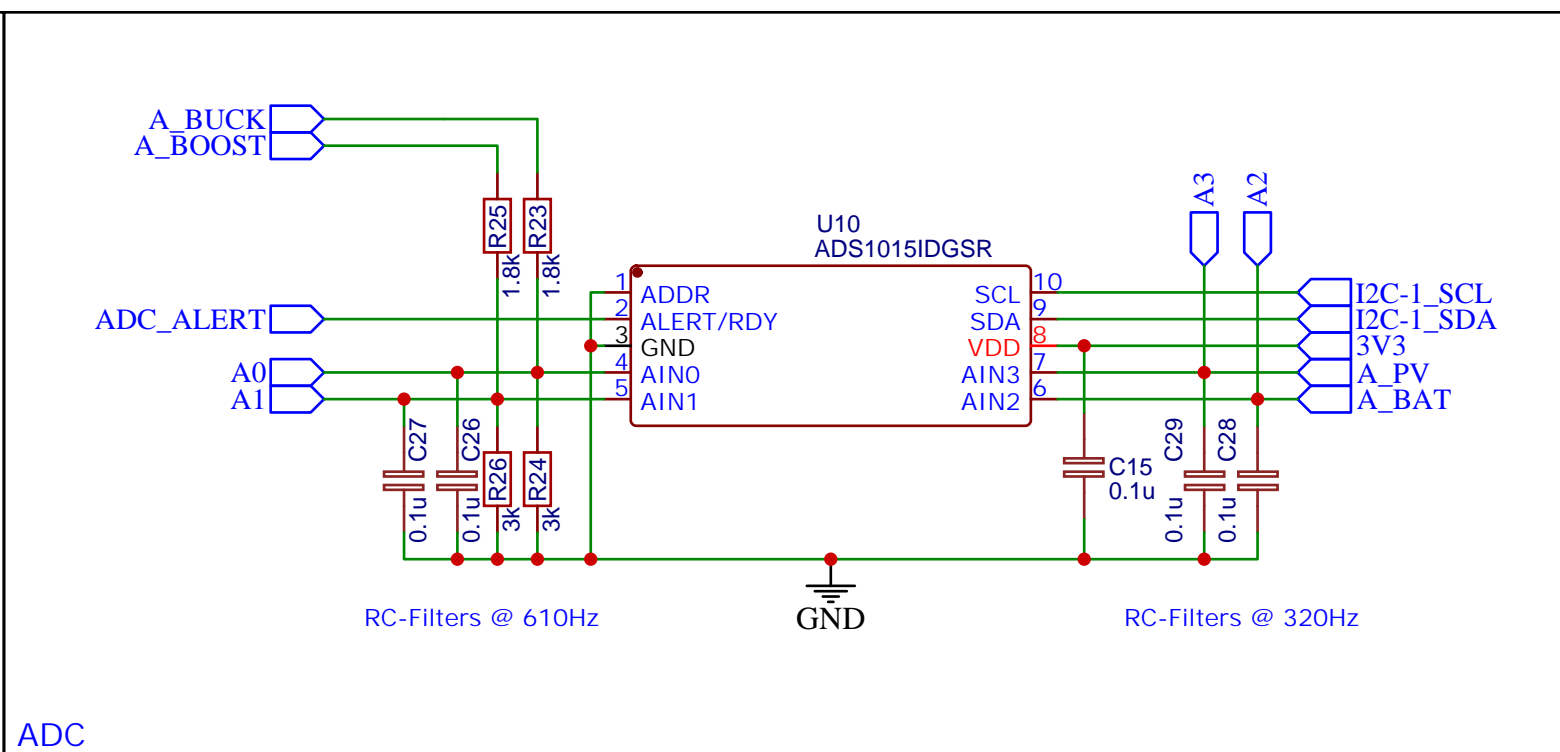 A_BUCK
A_BOOST
R25
1.8k
R23
1.8k
A3
A2
U10
ADS1015IDGSR
ADC_ALERT
A0
A1
1
ADDR
2
ALERT/RDY
3
GND
4
AIN0
5
AIN1
10
SCL
9
SDA
8
VDD
7
AIN3
6
AIN2
I2C-1_SCL
I2C-1_SDA
3V3
A_PV
A_BAT
C27
0.1u
C26
0.1u
R26
3k
R24
3k
C15
0.1u
C29
0.1u
C28
0.1u
RC-Filters @ 610Hz
GND
RC-Filters @ 320Hz
ADC